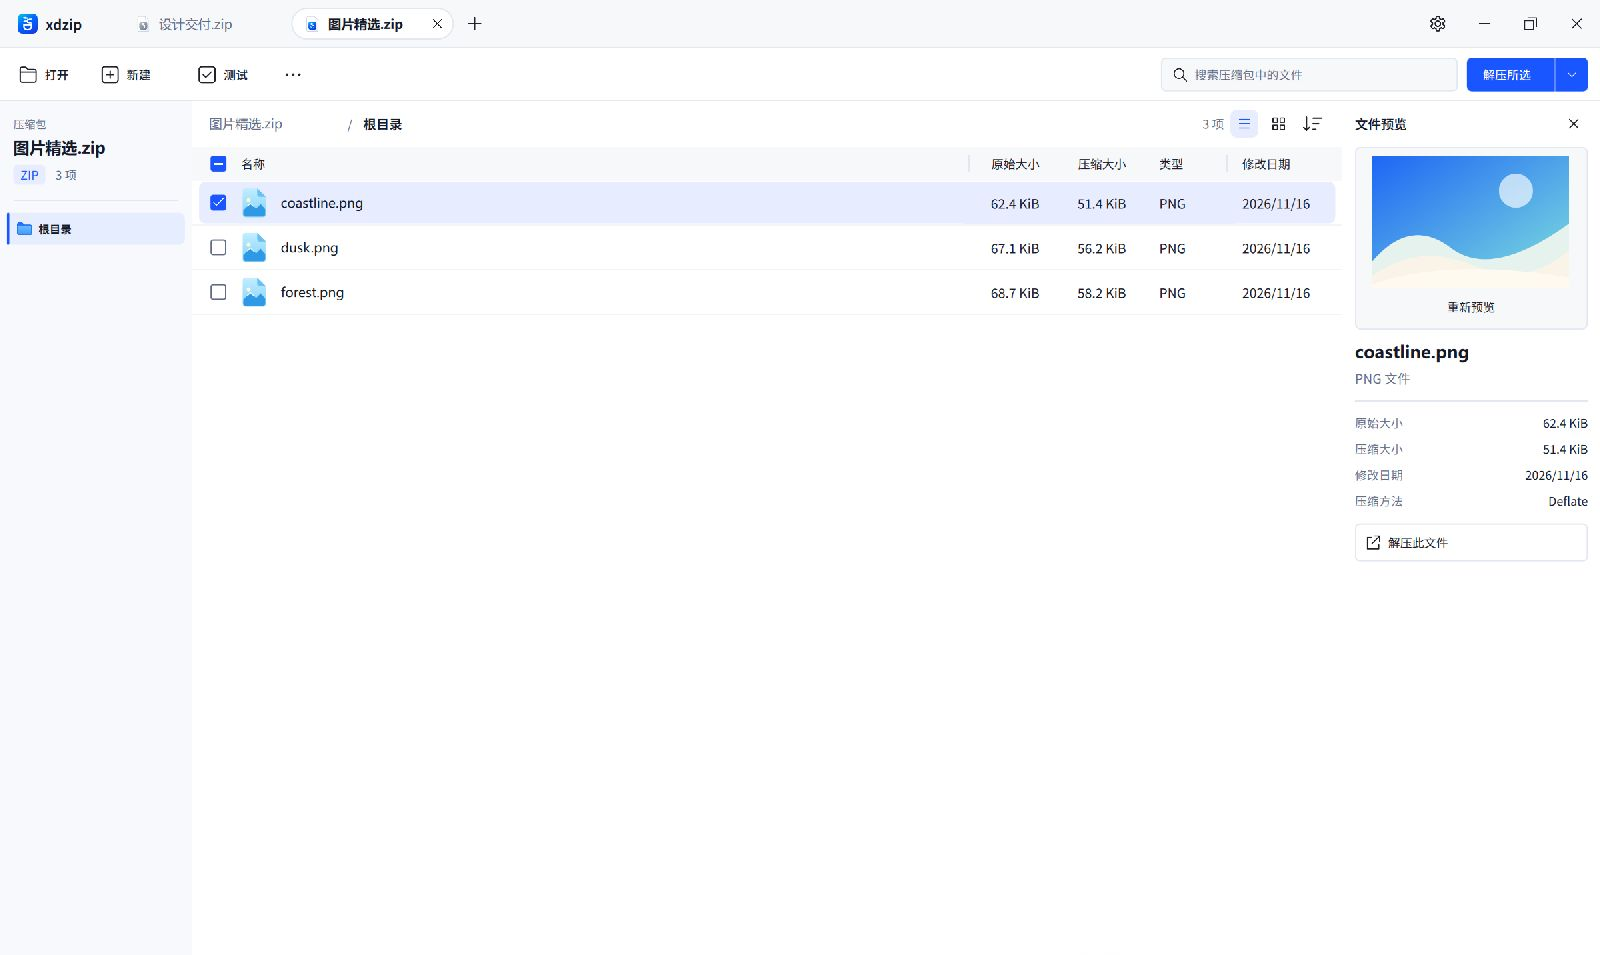 xdzip
设计交付.zip
图片精选.zip
打开
新建
测试
搜索压缩包中的文件
解压所选
压缩包
图片精选.zip
ZIP 3 项
根目录
图片精选.zip / 根目录
3 项
名称 原始大小 压缩大小 类型 修改日期
coastline.png 62.4 KiB 51.4 KiB PNG 2026/11/16
dusk.png 67.1 KiB 56.2 KiB PNG 2026/11/16
forest.png 68.7 KiB 58.2 KiB PNG 2026/11/16
文件预览
重新预览
coastline.png
PNG 文件
原始大小 62.4 KiB
压缩大小 51.4 KiB
修改日期 2026/11/16
压缩方法 Deflate
解压此文件